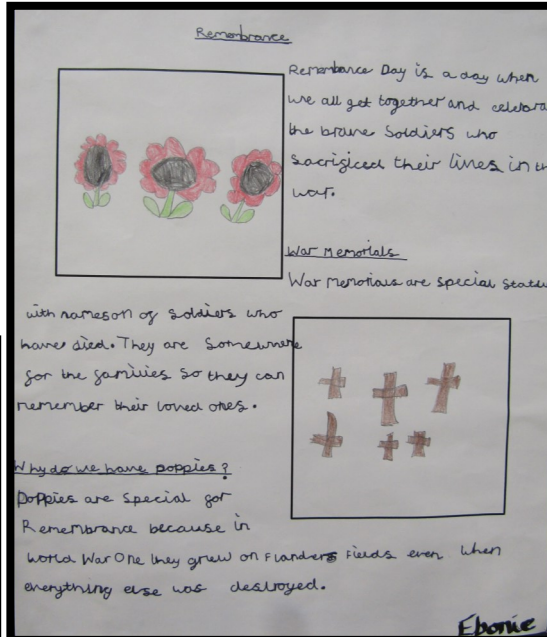 Remembrance
Rememberance Day is a day when
we all get together and celebra
the brave soldiers who
sacrificed their lives in th
war.
War Memorials
War Memorials are special statu
with names on of soldiers who
have died. They are somewhere
for the families so they can
remember their loved ones.
Why do we have poppies?
Poppies are special for
Remembrance because in
World War One they grew on Flanders Fields even when
everything else was destroyed.
Ebonie